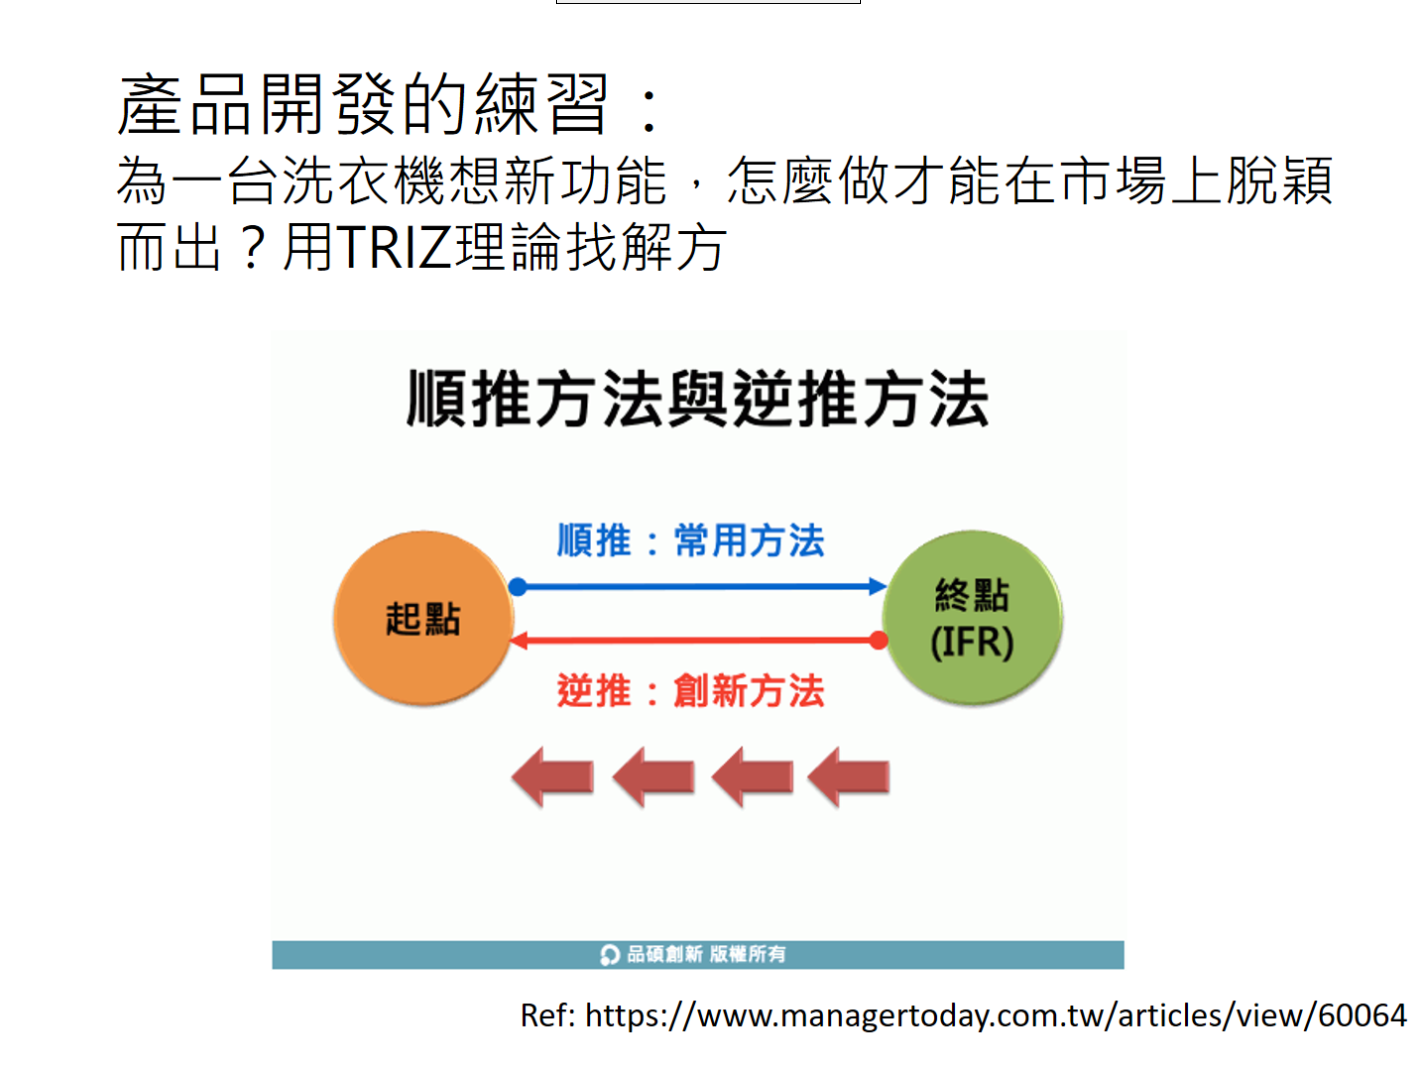 產品開發的練習：
為一台洗衣機想新功能，怎麼做才能在市場上脫穎
而出？用TRIZ理論找解方
順推方法與逆推方法
順推：常用方法
起點
終點
(IFR)
逆推：創新方法
品碩創新 版權所有
Ref: https://www.managertoday.com.tw/articles/view/60064